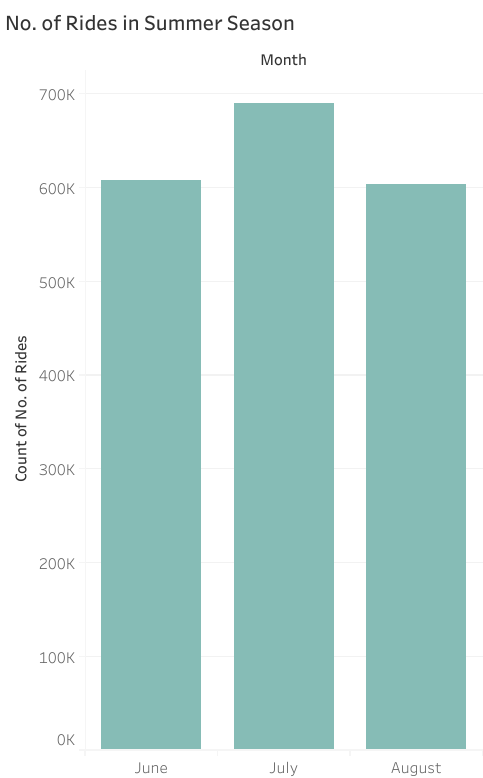 No. of Rides in Summer Season
Month
700K
600K
500K
400K
300K
200K
100K
0K
Count of No. of Rides
June July August